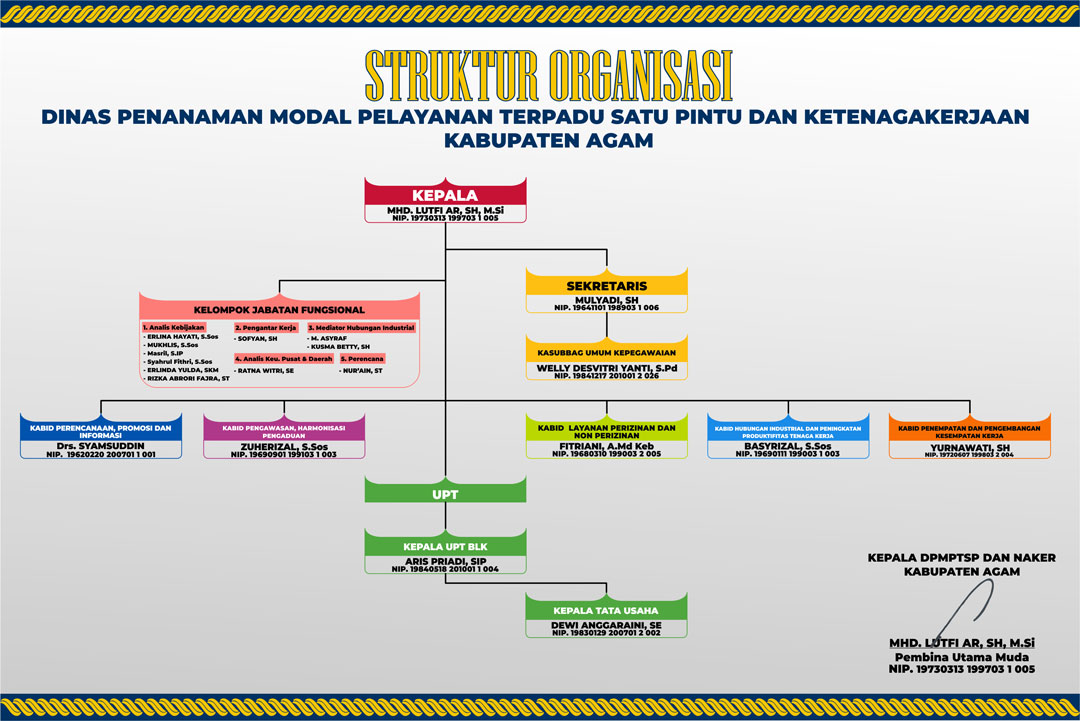 STRUKTUR ORGANISASI
DINAS PENANAMAN MODAL PELAYANAN TERPADU SATU PINTU DAN KETENAGAKERJAAN
KABUPATEN AGAM
KEPALA
MHD. LUTFI AR, SH, M.Si
NIP. 19730313 199703 1 005
SEKRETARIS
MULYADI, SH
NIP. 19641101 198903 1 006
KELOMPOK JABATAN FUNGSIONAL
1. Analis Kebijakan
- ERLINA HAYATI, S.Sos
- MUKHLIS, S.Sos
- Masril, S.IP
- Syahrul Fithri, S.Sos
- ERLINDA YULDA, SKM
- RIZKA ABRORI FAJRA, ST
2. Pengantar Kerja
- SOFYAN, SH
3. Mediator Hubungan Industrial
- M. ASYRAF
- KUSMA BETTY, SH
4. Analis Keu. Pusat & Daerah
- RATNA WITRI, SE
5. Perencana
- NUR'AIN, ST
KASUBBAG UMUM KEPEGAWAIAN
WELLY DESVITRI YANTI, S.Pd
NIP. 19841217 201001 2 026
KABID PERENCANAAN, PROMOSI DAN
INFORMASI
Drs. SYAMSUDDIN
NIP. 19620220 200701 1 001
KABID PENGAWASAN, HARMONISASI
PENGADUAN
ZUHERIZAL, S.Sos
NIP. 19690901 199103 1 003
KABID LAYANAN PERIZINAN DAN
NON PERIZINAN
FITRIANI, A.Md Keb
NIP. 19680310 199003 2 005
KABID HUBUNGAN INDUSTRIAL DAN PENINGKATAN
PRODUKTIFITAS TENAGA KERJA
BASYRIZAL, S.Sos
NIP. 19690111 199003 1 003
KABID PENEMPATAN DAN PENGEMBANGAN
KESEMPATAN KERJA
YURNAWATI, SH
NIP. 19720607 199803 2 004
UPT
KEPALA UPT BLK
ARIS PRIADI, SIP
NIP. 19840518 201001 1 004
KEPALA TATA USAHA
DEWI ANGGARAINI, SE
NIP. 19830129 200701 2 002
KEPALA DPMPTSP DAN NAKER
KABUPATEN AGAM
MHD. LUTFI AR, SH, M.Si
Pembina Utama Muda
NIP. 19730313 199703 1 005